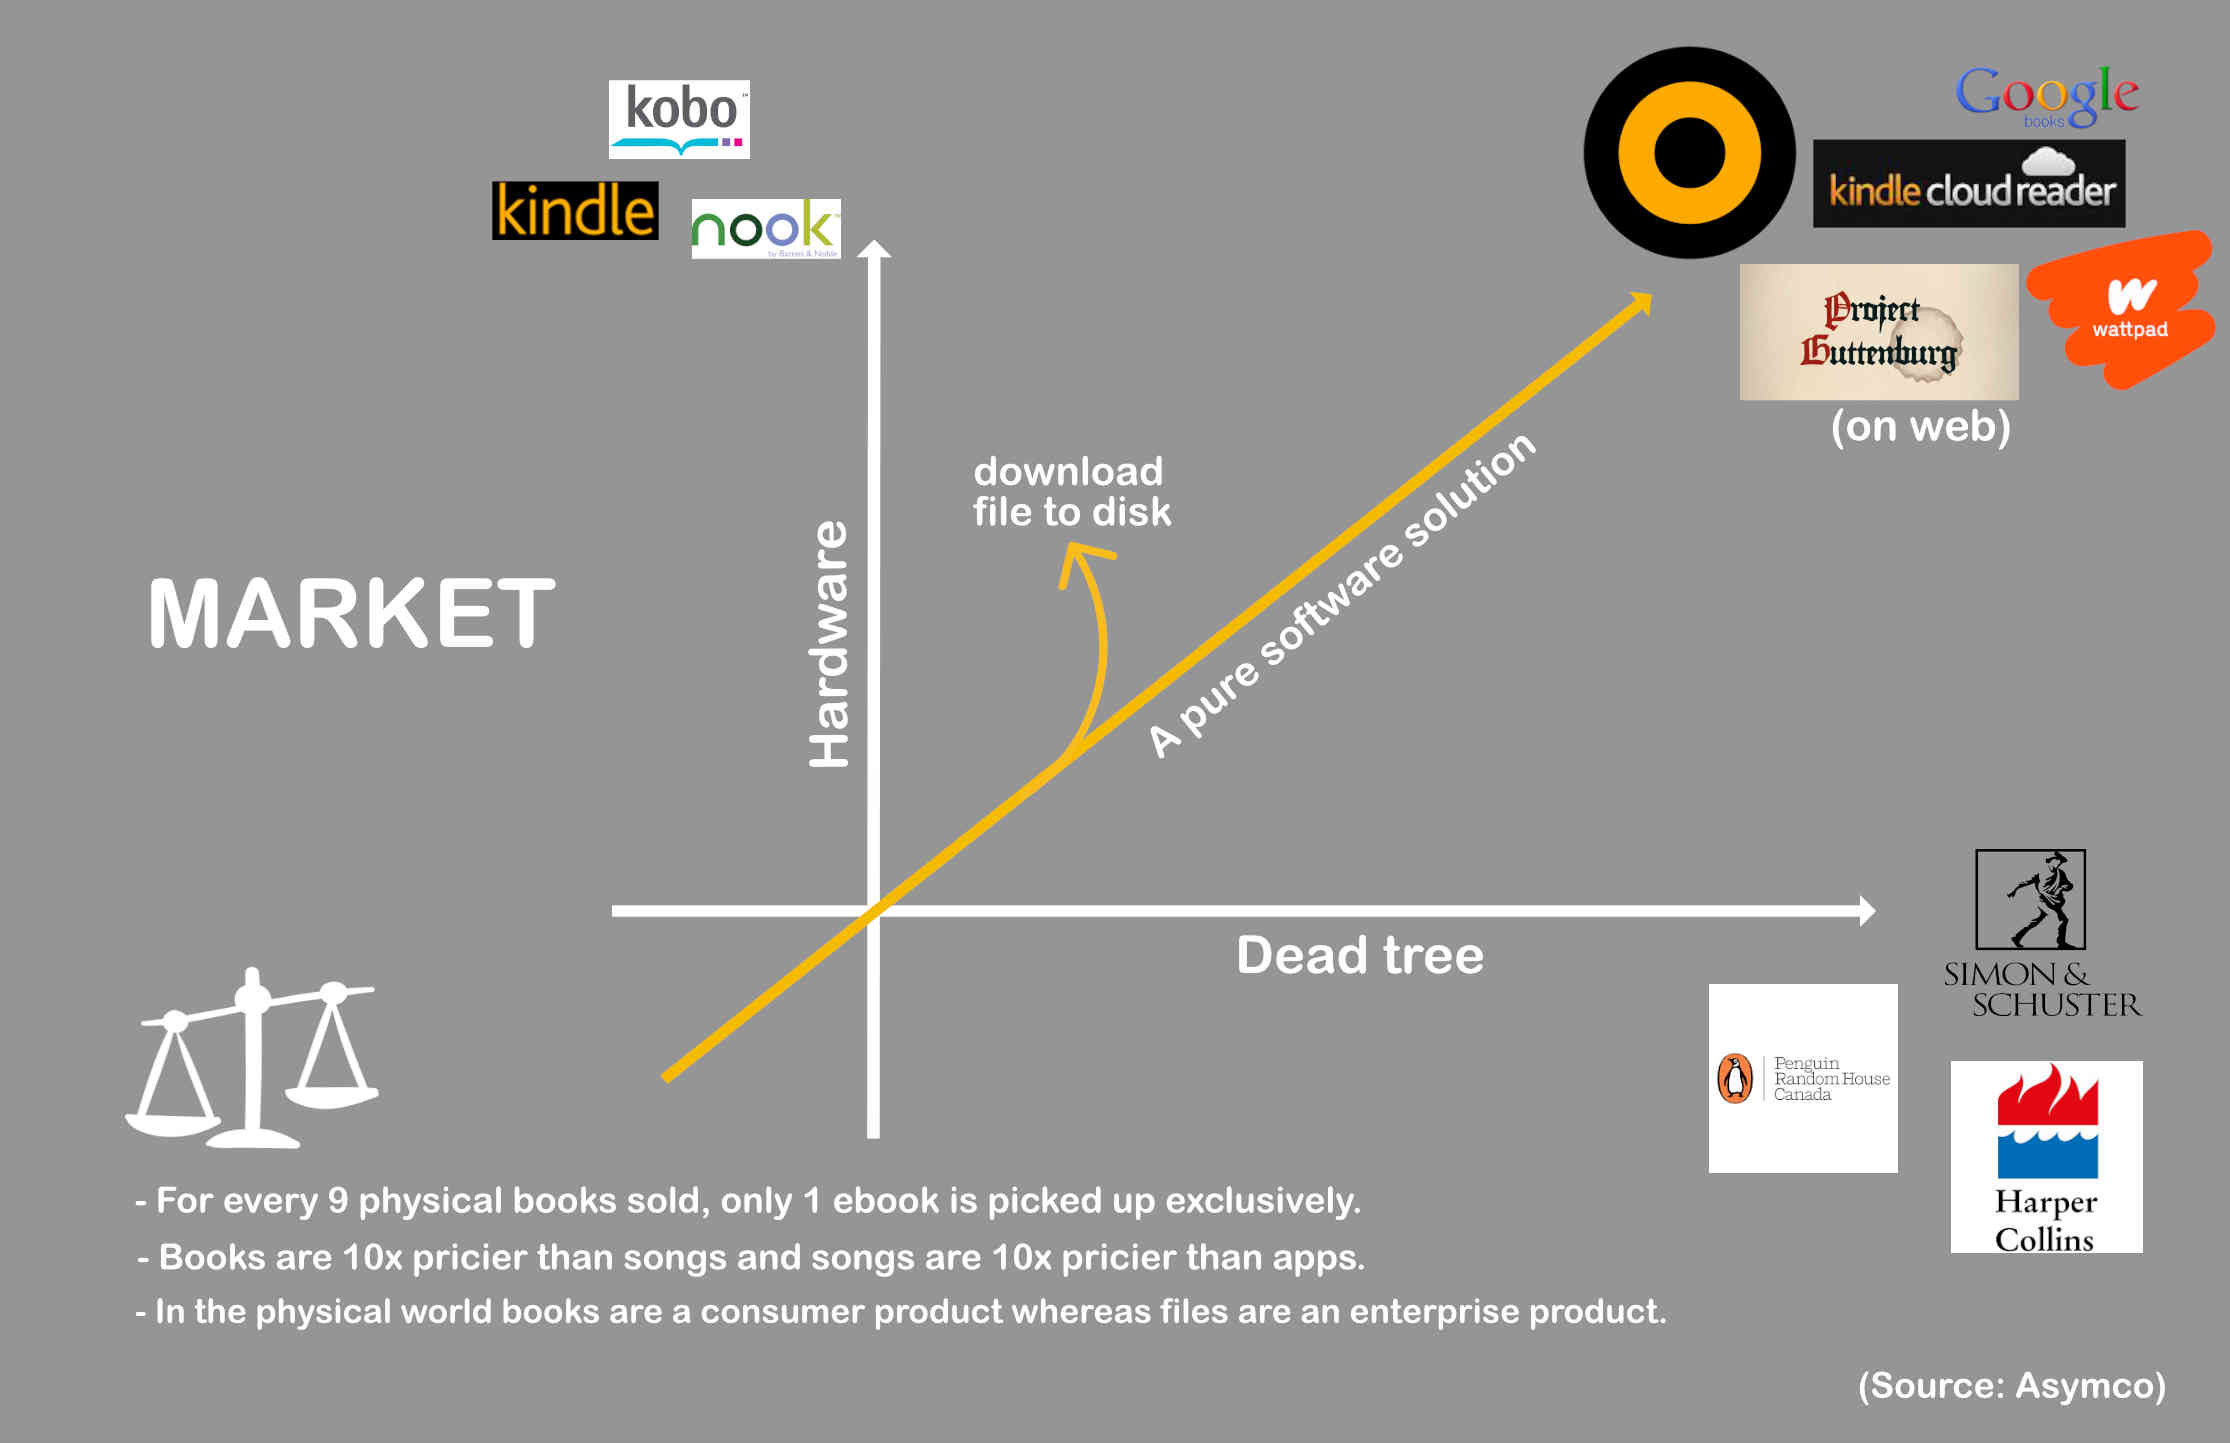 kobo™
kindle
nook™
by Barnes & Noble
Google
books
kindle cloud reader
Project
Guttenburg
wattpad
(on web)
download
file to disk
A pure software solution
Hardware
MARKET
Dead tree
SIMON &
SCHUSTER
Penguin
Random House
Canada
Harper
Collins
- For every 9 physical books sold, only 1 ebook is picked up exclusively.
- Books are 10x pricier than songs and songs are 10x pricier than apps.
- In the physical world books are a consumer product whereas files are an enterprise product.
(Source: Asymco)